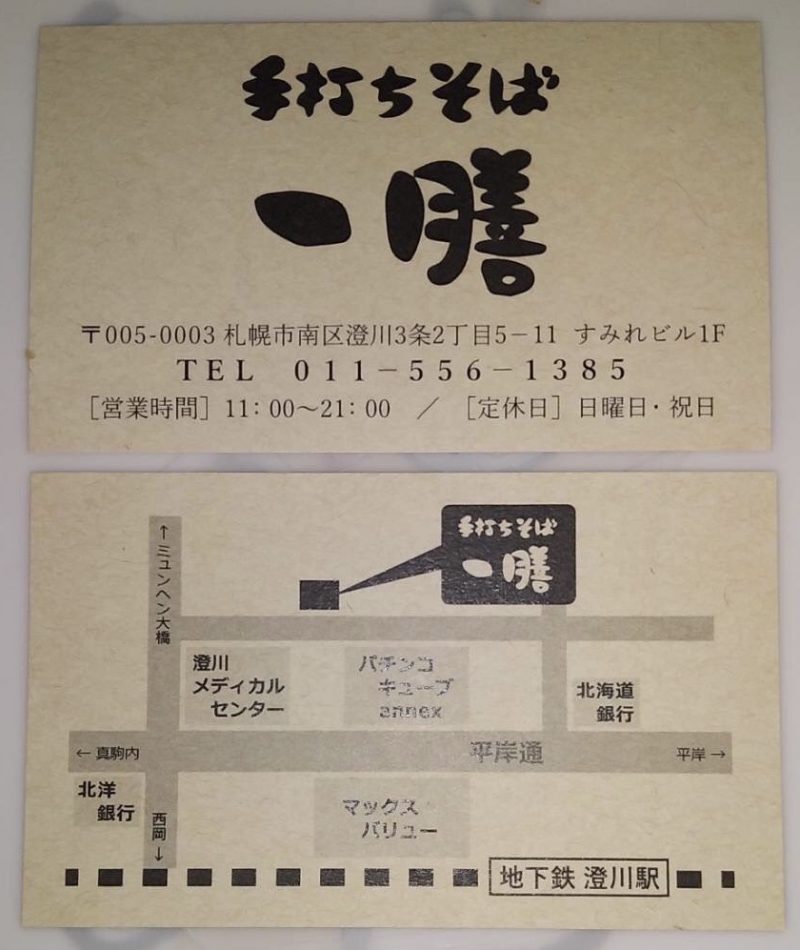 手打ちそば
一膳
〒005-0003 札幌市南区澄川3条2丁目5－11 すみれビル1F
TEL 011－556－1385
［営業時間］11：00～21：00 ／ ［定休日］日曜日・祝日
手打ちそば
一膳
↑ミュンヘン大橋
澄川
メディカル
センター
パチンコ
キューブ
annex
北海道
銀行
← 真駒内
平岸通
平岸 →
北洋
銀行
西岡↓
マックス
バリュー
地下鉄 澄川駅